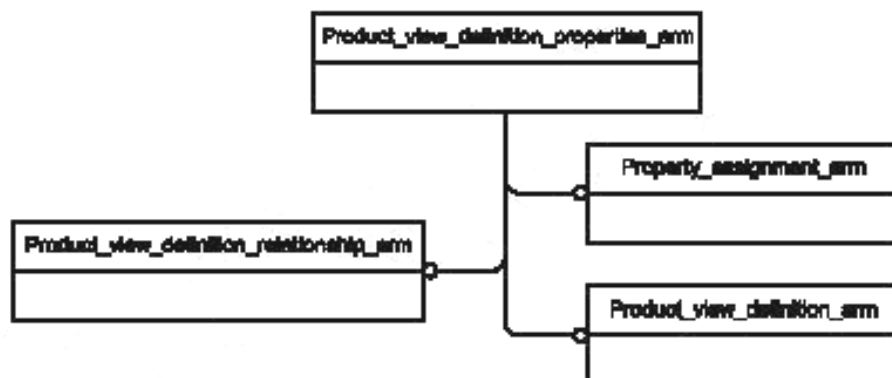 Product_view_definition_properties_arm
Property_assignment_arm
Product_view_definition_relationship_arm
Product_view_definition_arm